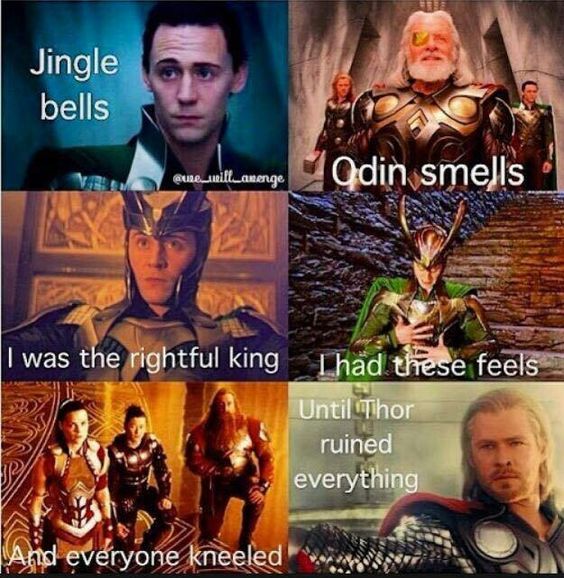 Jingle
bells
@we_will_avenge
Odin smells
I was the rightful king
I had these feels
And everyone kneeled
Until Thor
ruined
everything